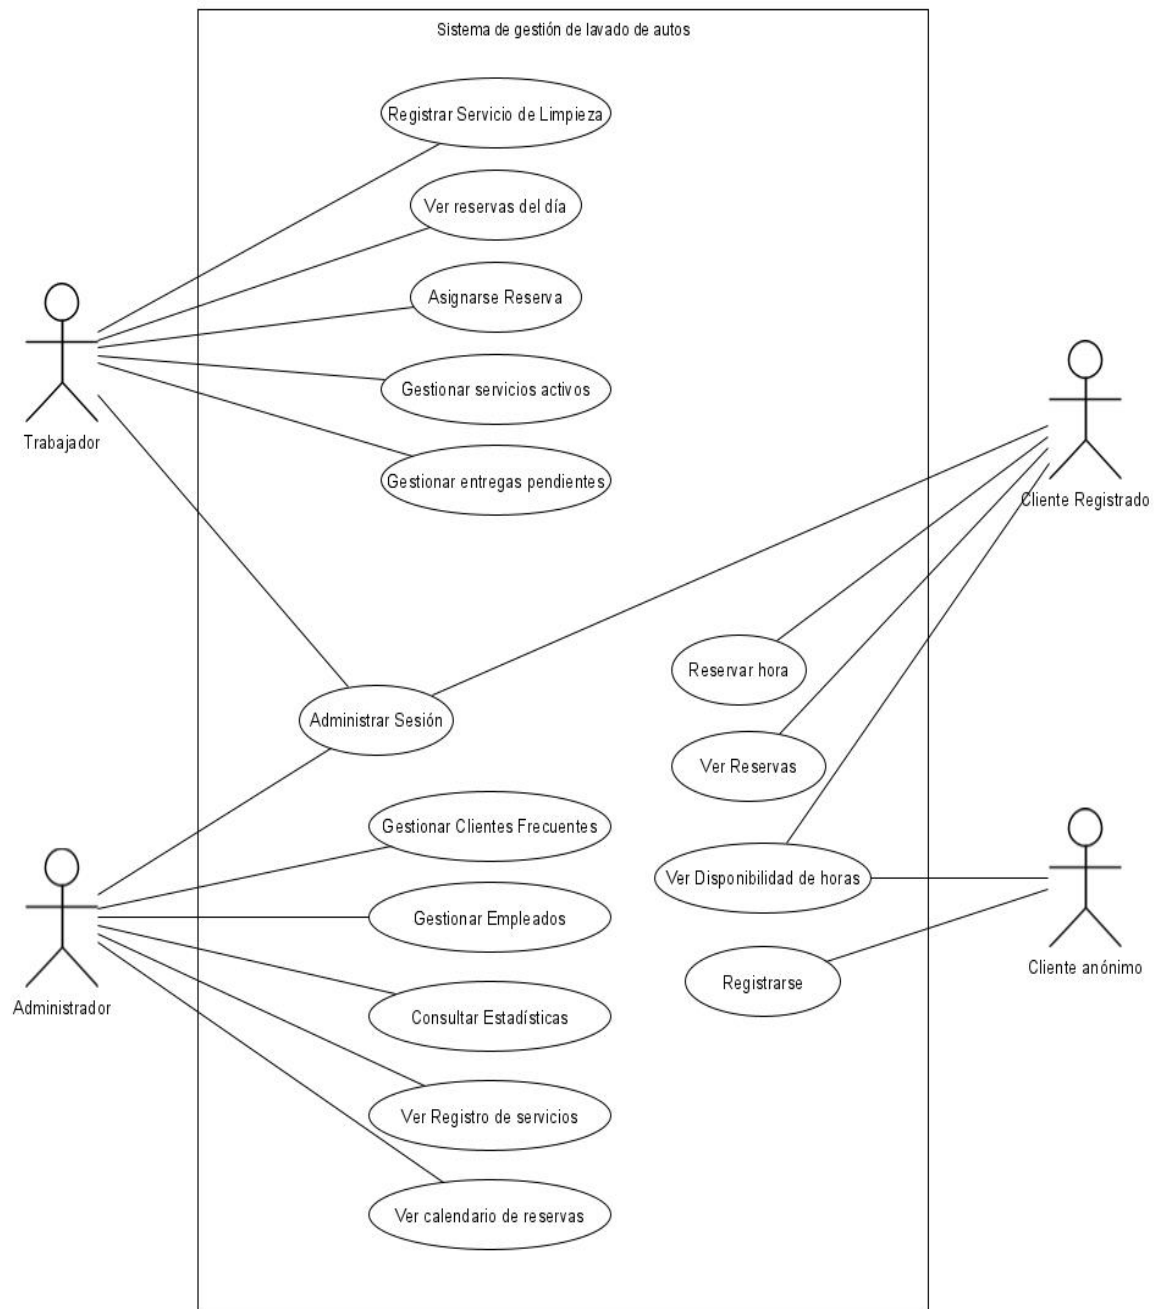 Sistema de gestión de lavado de autos
Registrar Servicio de Limpieza
Ver reservas del día
Asignarse Reserva
Gestionar servicios activos
Trabajador
Gestionar entregas pendientes
Cliente Registrado
Reservar hora
Administrar Sesión
Ver Reservas
Gestionar Clientes Frecuentes
Ver Disponibilidad de horas
Gestionar Empleados
Cliente anónimo
Registrarse
Administrador
Consultar Estadísticas
Ver Registro de servicios
Ver calendario de reservas